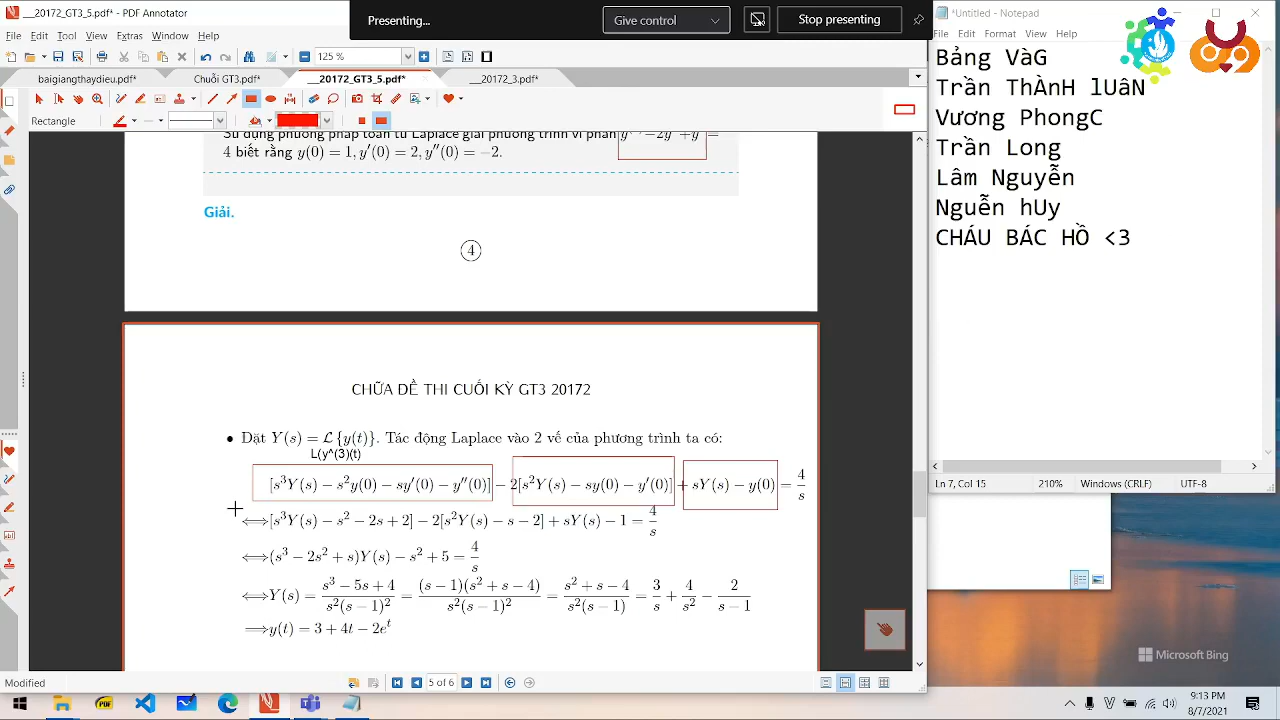 __20172_GT3_5.pdf* - PDF Annotator
Presenting...
Give control
Stop presenting
*Untitled - Notepad
File Edit Tool View Extras Window Help
File Edit Format View Help
125 %
baigiangthaydieu.pdf* Chuỗi GT3.pdf* __20172_GT3_5.pdf* __20172_3.pdf*
Rectangle
Bảng VàG
Trần ThÀnH lUâN
Vương PhongC
Trần Long
Lâm Nguyễn
Nguễn hUy
CHÁU BÁC HỒ <3
Sử dụng phương pháp toán tử Laplace giải phương trình vi phân
4 biết rằng y(0) = 1, y′(0) = 2, y′′(0) = −2.
Giải.
4
CHỮA ĐỀ THI CUỐI KỲ GT3 20172
• Đặt Y(s) = ℒ {y(t)}. Tác động Laplace vào 2 vế của phương trình ta có:
L(y^(3)(t)
[s³Y(s) − s²y(0) − sy′(0) − y′′(0)] − 2[s²Y(s) − sy(0) − y′(0)] + sY(s) − y(0) = 4/s
⟺[s³Y(s) − s² − 2s + 2] − 2[s²Y(s) − s − 2] + sY(s) − 1 = 4/s
⟺(s³ − 2s² + s)Y(s) − s² + 5 = 4/s
⟺Y(s) = (s³ − 5s + 4)/(s²(s − 1)²) = ((s − 1)(s² + s − 4))/(s²(s − 1)²) = (s² + s − 4)/(s²(s − 1)) = 3/s + 4/s² − 2/(s − 1)
⟹y(t) = 3 + 4t − 2eᵗ
Ln 7, Col 15 210% Windows (CRLF) UTF-8
Microsoft Bing
Modified
5 of 6
9:13 PM
8/7/2021